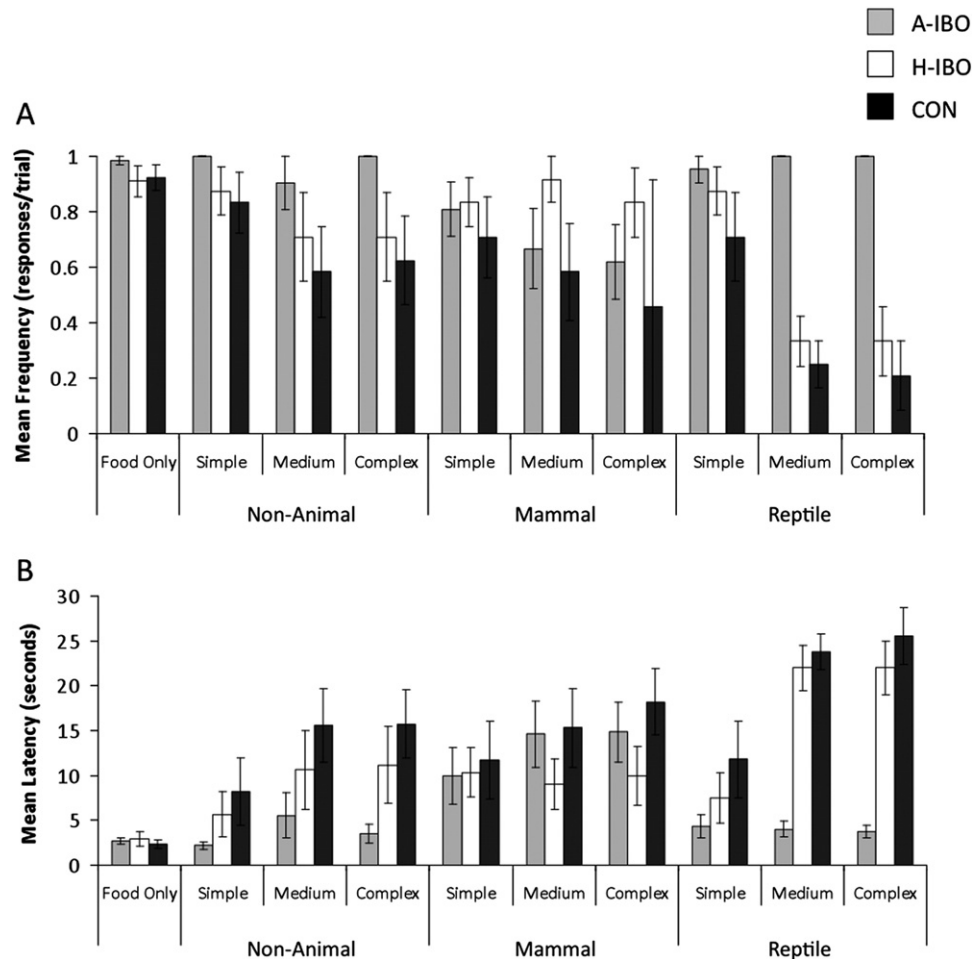 A-IBO
H-IBO
CON
A
Mean Frequency (responses/trial)
1
0.8
0.6
0.4
0.2
0
Food Only Simple Medium Complex Simple Medium Complex Simple Medium Complex
Non-Animal Mammal Reptile
B
Mean Latency (seconds)
30
25
20
15
10
5
0
Food Only Simple Medium Complex Simple Medium Complex Simple Medium Complex
Non-Animal Mammal Reptile